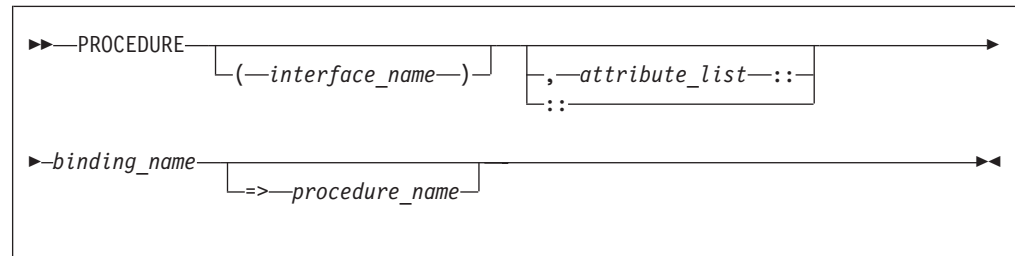 PROCEDURE
( interface_name )
, attribute_list ::
::
binding_name
=> procedure_name